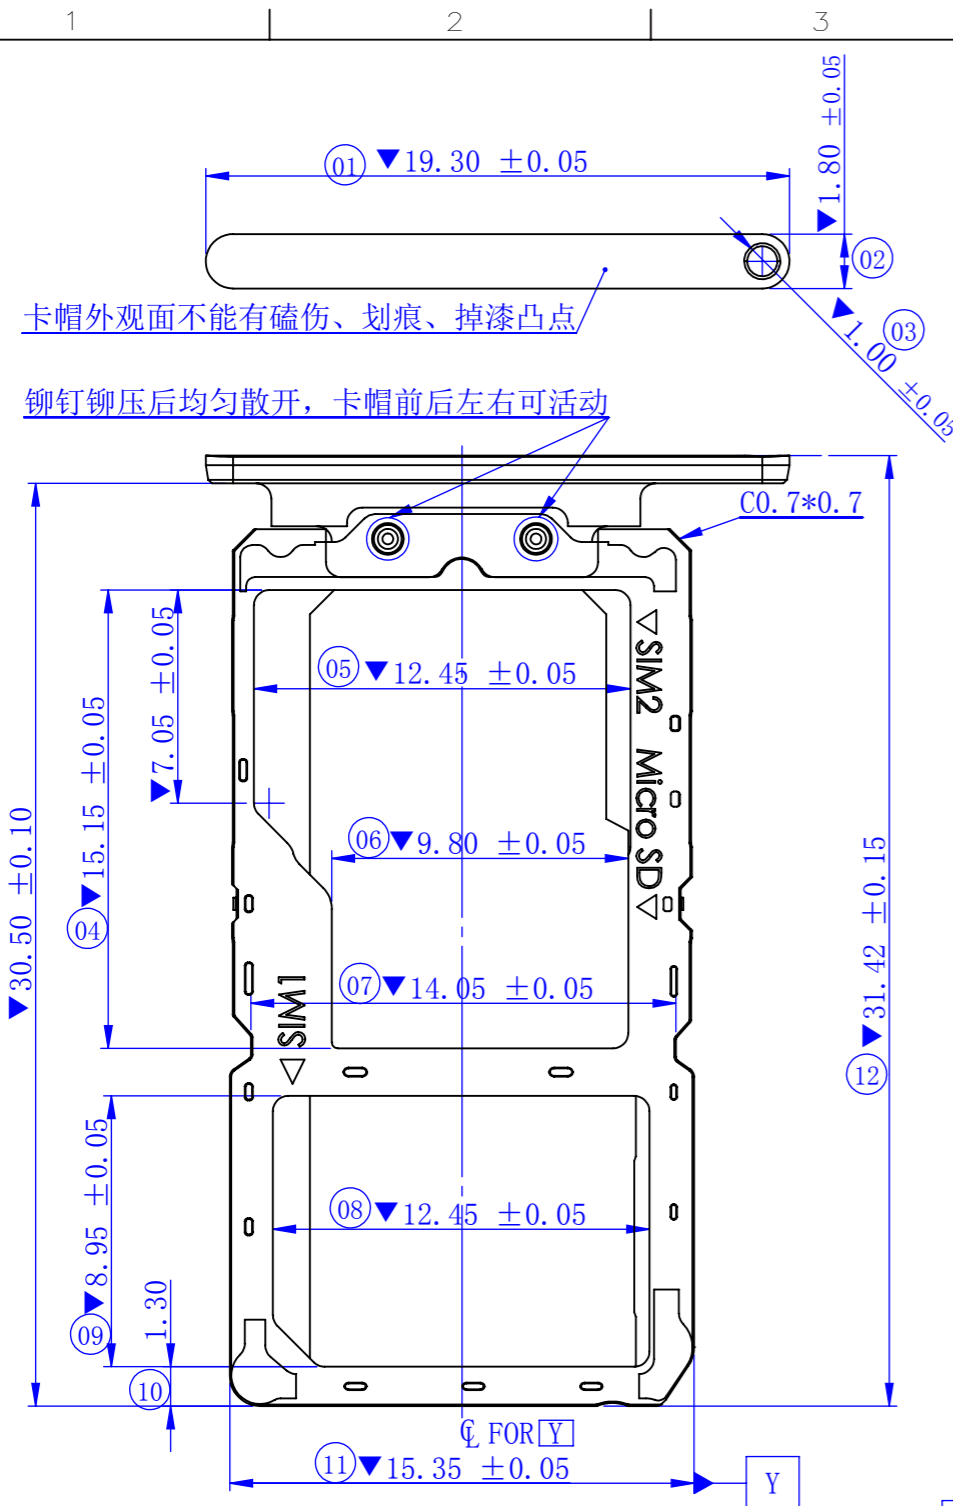 1 2 3
01 ▼19.30 ±0.05
▼1.80 ±0.05
02
03
▼1.00 ±0.05
卡帽外观面不能有磕伤、划痕、掉漆凸点
铆钉铆压后均匀散开，卡帽前后左右可活动
C0.7*0.7
▼7.05 ±0.05
05 ▼12.45 ±0.05
▽SIM2 Micro SD▽
04 ▼15.15 ±0.05
06 ▼9.80 ±0.05
▼30.50 ±0.10
12 ▼31.42 ±0.15
07 ▼14.05 ±0.05
SIM1
09 ▼8.95 ±0.05
08 ▼12.45 ±0.05
10 1.30
℄ FOR Y
11 ▼15.35 ±0.05
Y